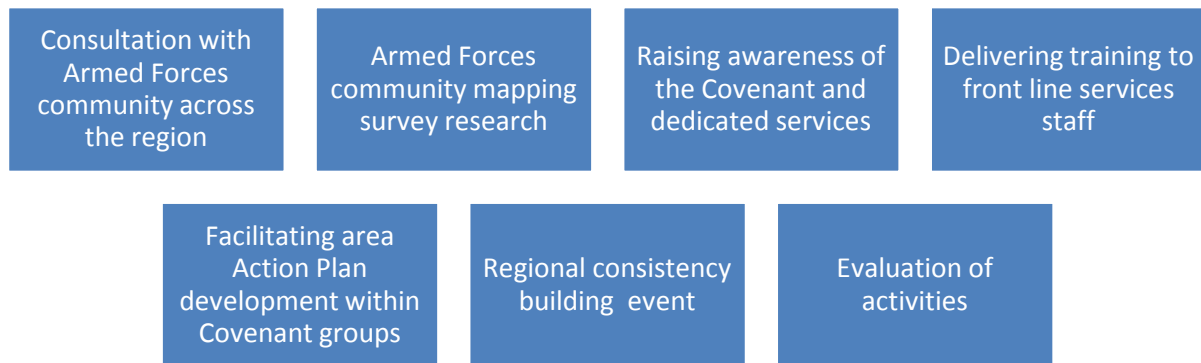 Consultation with
Armed Forces
community across
the region
Armed Forces
community mapping
survey research
Raising awareness of
the Covenant and
dedicated services
Delivering training to
front line services
staff
Facilitating area
Action Plan
development within
Covenant groups
Regional consistency
building  event
Evaluation of
activities